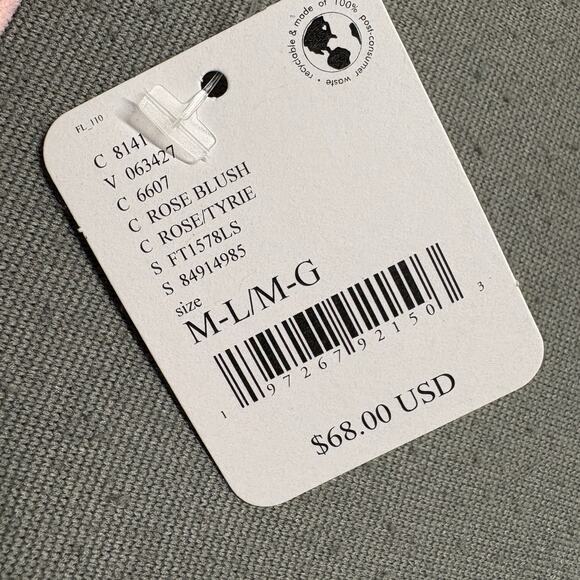 recyclable & made of 100% post-consumer waste •
FL_110
C 8141
V 063427
C 6607
C ROSE BLUSH
C ROSE/TYRIE
S FT1578LS
S 84914985
size
M-L/M-G
1 97267 92150 3
$68.00 USD